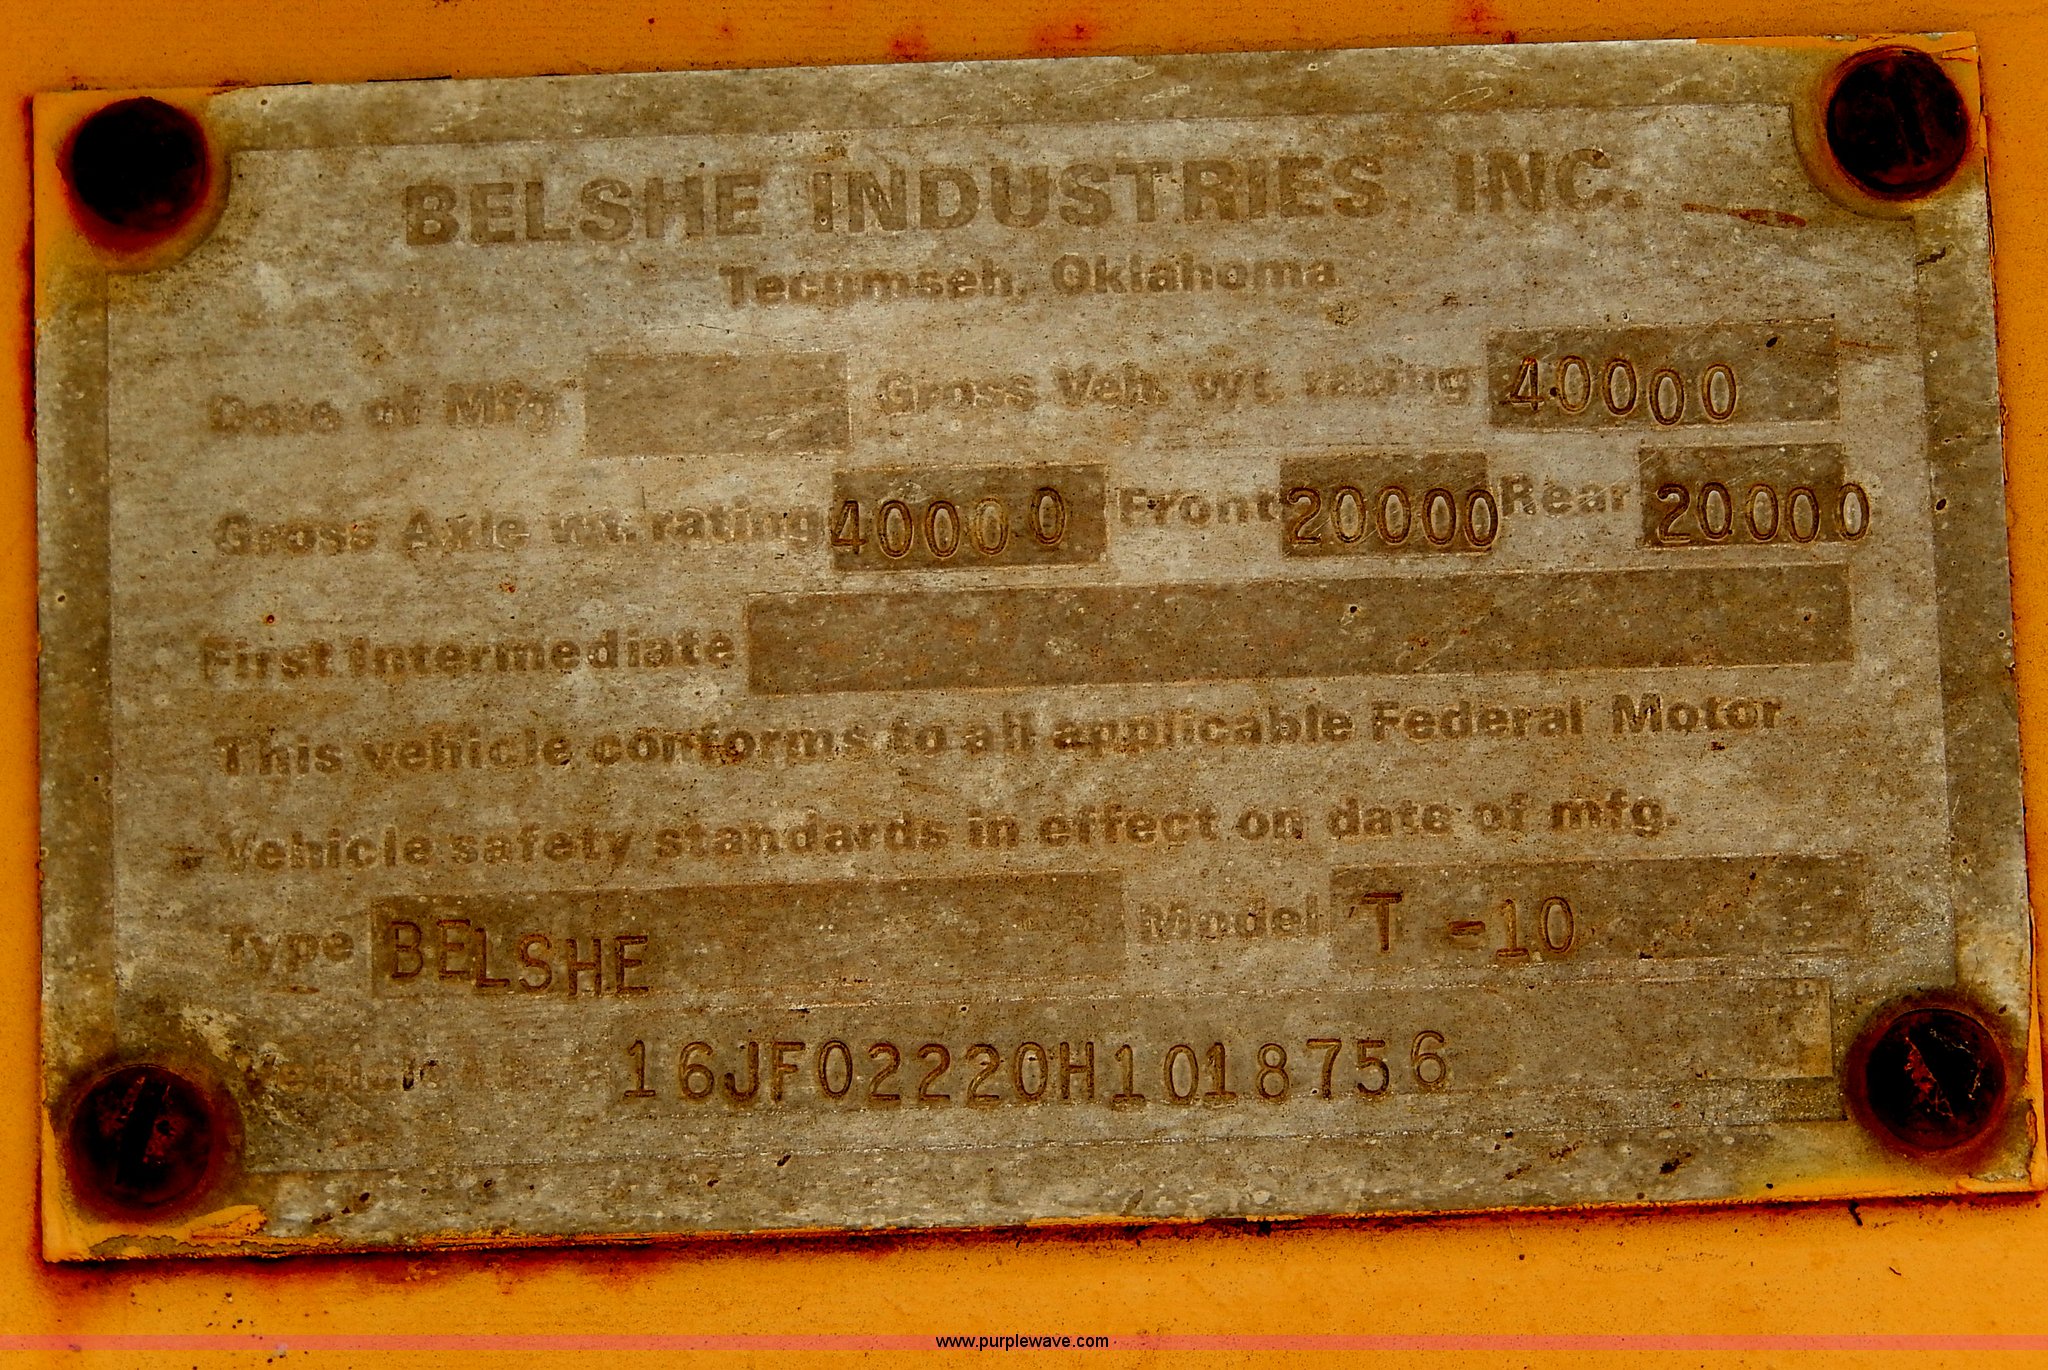 BELSHE INDUSTRIES, INC.
Tecumseh, Oklahoma
Date of Mfg. Gross Veh. wt. rating 40000
Gross Axle wt. rating 40000 Front 20000 Rear 20000
First Intermediate
This vehicle conforms to all applicable Federal Motor
Vehicle safety standards in effect on date of mfg.
Type BELSHE Model T-10
Vehicle 16JF02220H1018756
www.purplewave.com